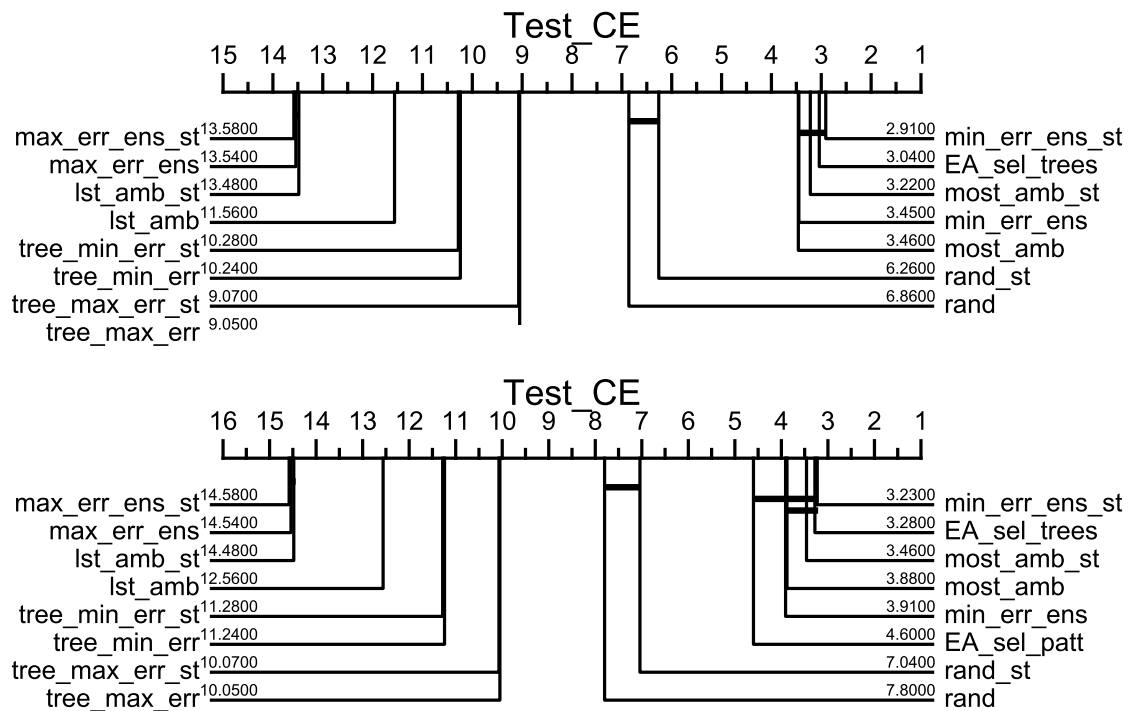 Test_CE
15 14 13 12 11 10 9 8 7 6 5 4 3 2 1
max_err_ens_st 13.5800 2.9100 min_err_ens_st
max_err_ens 13.5400 3.0400 EA_sel_trees
lst_amb_st 13.4800 3.2200 most_amb_st
lst_amb 11.5600 3.4500 min_err_ens
tree_min_err_st 10.2800 3.4600 most_amb
tree_min_err 10.2400 6.2600 rand_st
tree_max_err_st 9.0700 6.8600 rand
tree_max_err 9.0500
Test_CE
16 15 14 13 12 11 10 9 8 7 6 5 4 3 2 1
max_err_ens_st 14.5800 3.2300 min_err_ens_st
max_err_ens 14.5400 3.2800 EA_sel_trees
lst_amb_st 14.4800 3.4600 most_amb_st
lst_amb 12.5600 3.8800 most_amb
tree_min_err_st 11.2800 3.9100 min_err_ens
tree_min_err 11.2400 4.6000 EA_sel_patt
tree_max_err_st 10.0700 7.0400 rand_st
tree_max_err 10.0500 7.8000 rand